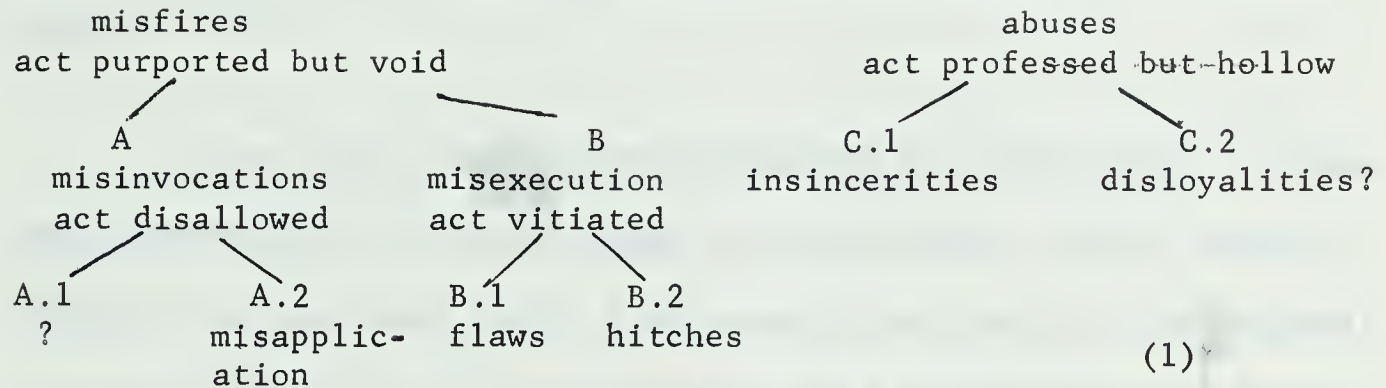 misfires abuses
act purported but void act professed but hollow
A B C.1 C.2
misinvocations misexecution insincerities disloyalities?
act disallowed act vitiated
A.1 A.2 B.1 B.2
? misapplic- flaws hitches
ation
(1)